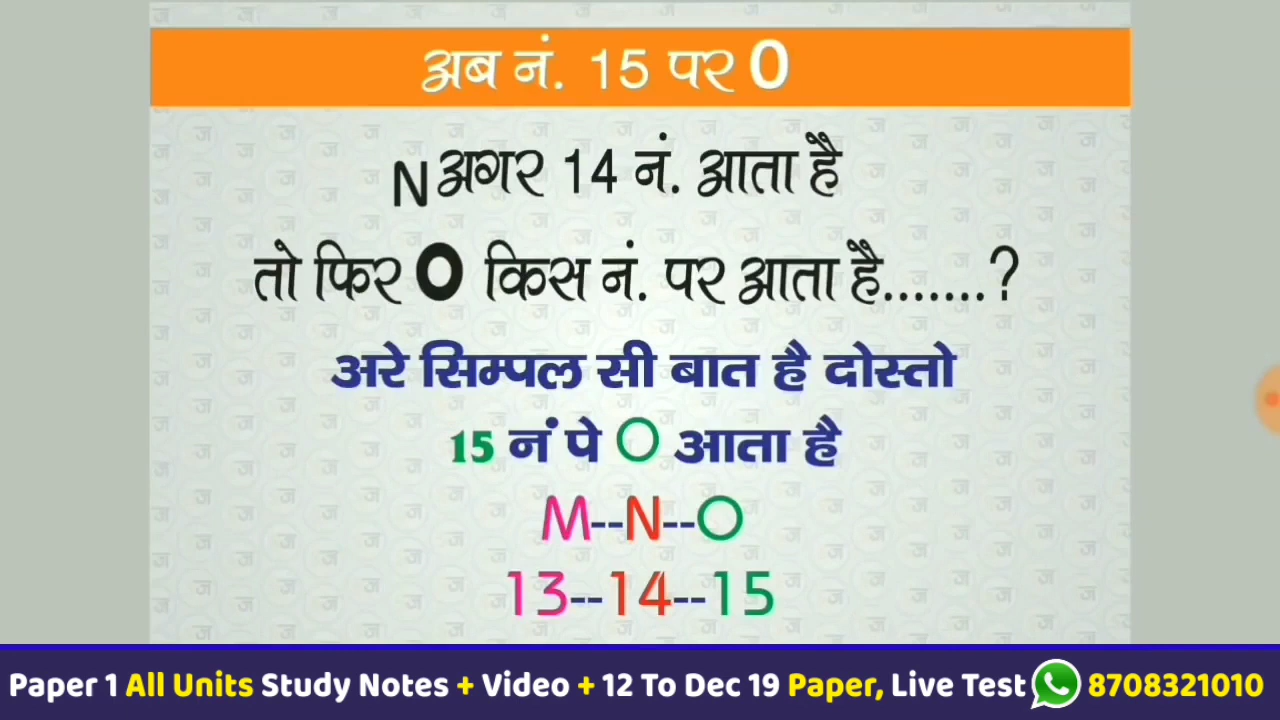 अब नं. 15 पर O
N अगर 14 नं. आता है
तो फिर O किस नं. पर आता है.......?
अरे सिम्पल सी बात है दोस्तो
15 नं पे O आता है
M--N--O
13--14--15
Paper 1 All Units Study Notes + Video + 12 To Dec 19 Paper, Live Test 8708321010